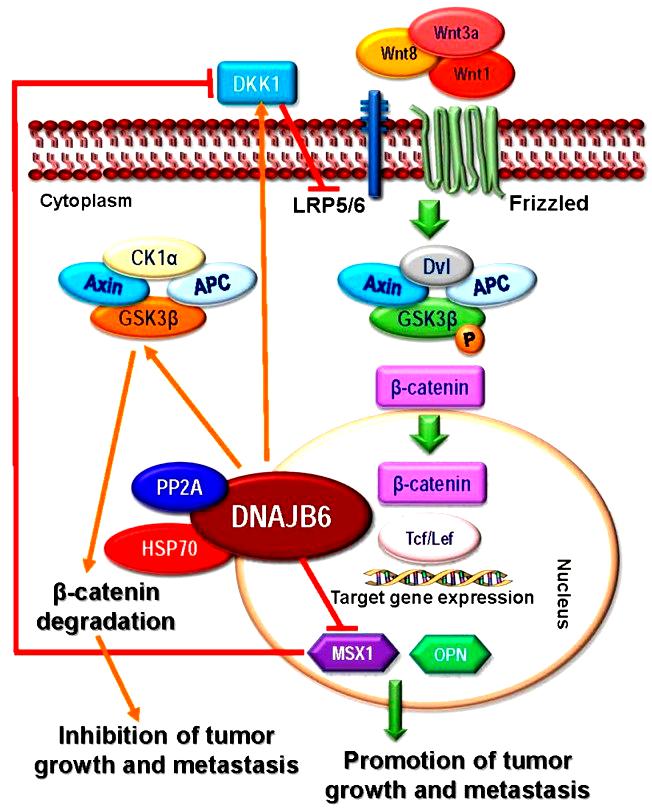 Wnt3a
Wnt8
Wnt1
DKK1
Cytoplasm
LRP5/6
Frizzled
CK1α
Axin
APC
GSK3β
Dvl
Axin
APC
GSK3β
P
β-catenin
β-catenin
PP2A
DNAJB6
HSP70
Tcf/Lef
Target gene expression
Nucleus
β-catenin
degradation
MSX1
OPN
Inhibition of tumor
growth and metastasis
Promotion of tumor
growth and metastasis